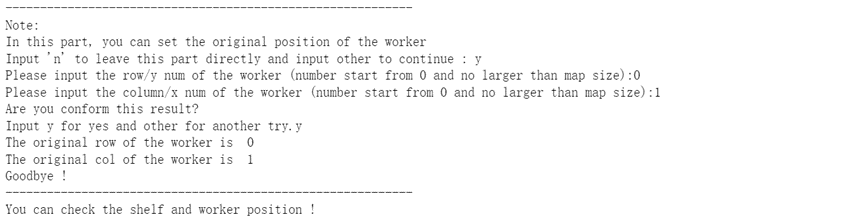 ------------------------------------------------------------
Note:
In this part, you can set the original position of the worker
Input 'n' to leave this part directly and input other to continue : y
Please input the row/y num of the worker (number start from 0 and no larger than map size):0
Please input the column/x num of the worker (number start from 0 and no larger than map size):1
Are you conform this result?
Input y for yes and other for another try.y
The original row of the worker is  0
The original col of the worker is  1
Goodbye !
------------------------------------------------------------
You can check the shelf and worker position !